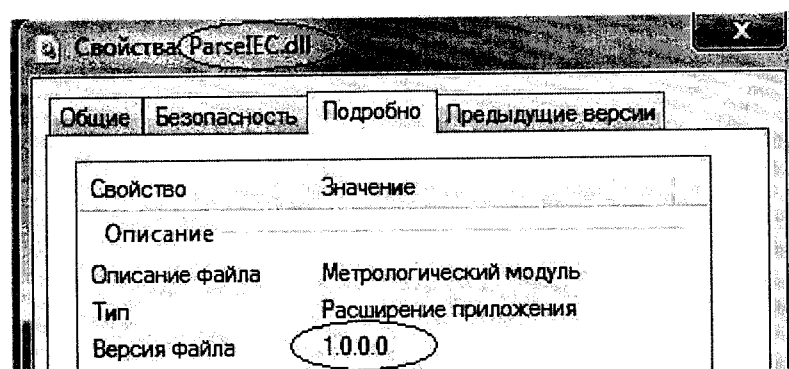 Свойства: ParseIEC.dll
X
Общие Безопасность Подробно Предыдущие версии
Свойство Значение
Описание
Описание файла Метрологический модуль
Тип Расширение приложения
Версия файла 1.0.0.0